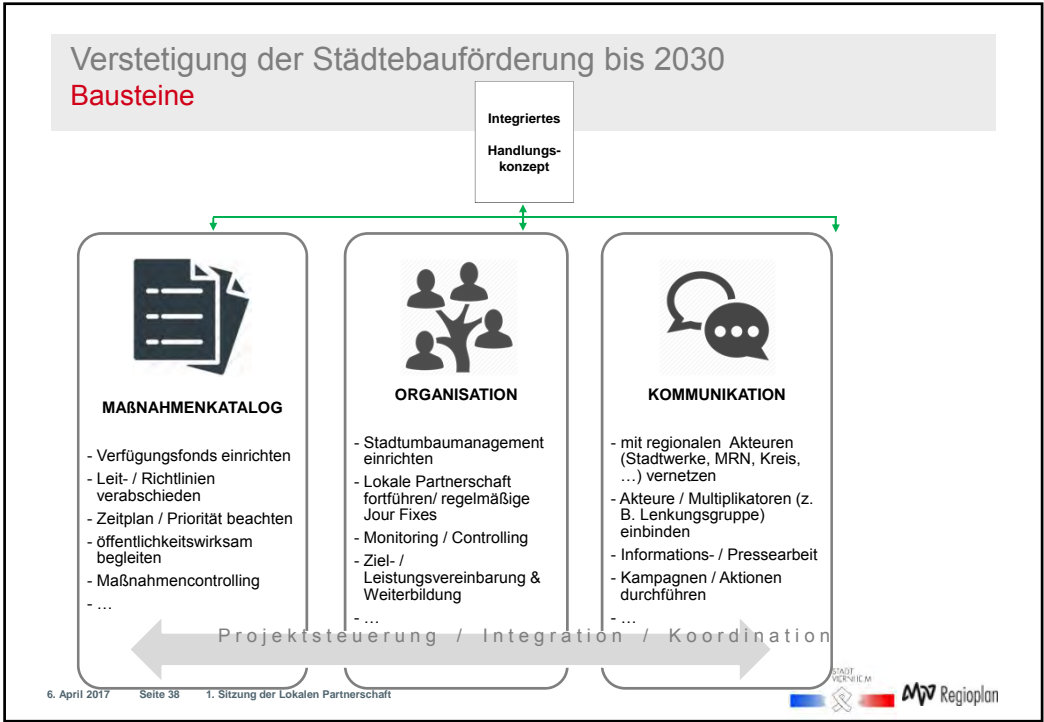 Verstetigung der Städtebauförderung bis 2030
Bausteine
Integriertes
Handlungs-
konzept
MAßNAHMENKATALOG
- Verfügungsfonds einrichten
- Leit- / Richtlinien
verabschieden
- Zeitplan / Priorität beachten
- öffentlichkeitswirksam
begleiten
- Maßnahmencontrolling
- …
ORGANISATION
- Stadtumbaumanagement
einrichten
- Lokale Partnerschaft
fortführen/ regelmäßige
Jour Fixes
- Monitoring / Controlling
- Ziel- /
Leistungsvereinbarung &
Weiterbildung
- …
KOMMUNIKATION
- mit regionalen Akteuren
(Stadtwerke, MRN, Kreis,
…) vernetzen
- Akteure / Multiplikatoren (z.
B. Lenkungsgruppe)
einbinden
- Informations- / Pressearbeit
- Kampagnen / Aktionen
durchführen
- …
Projektsteuerung / Integration / Koordination
6. April 2017 Seite 38 1. Sitzung der Lokalen Partnerschaft
STADT
VIERNHEIM
Regioplan